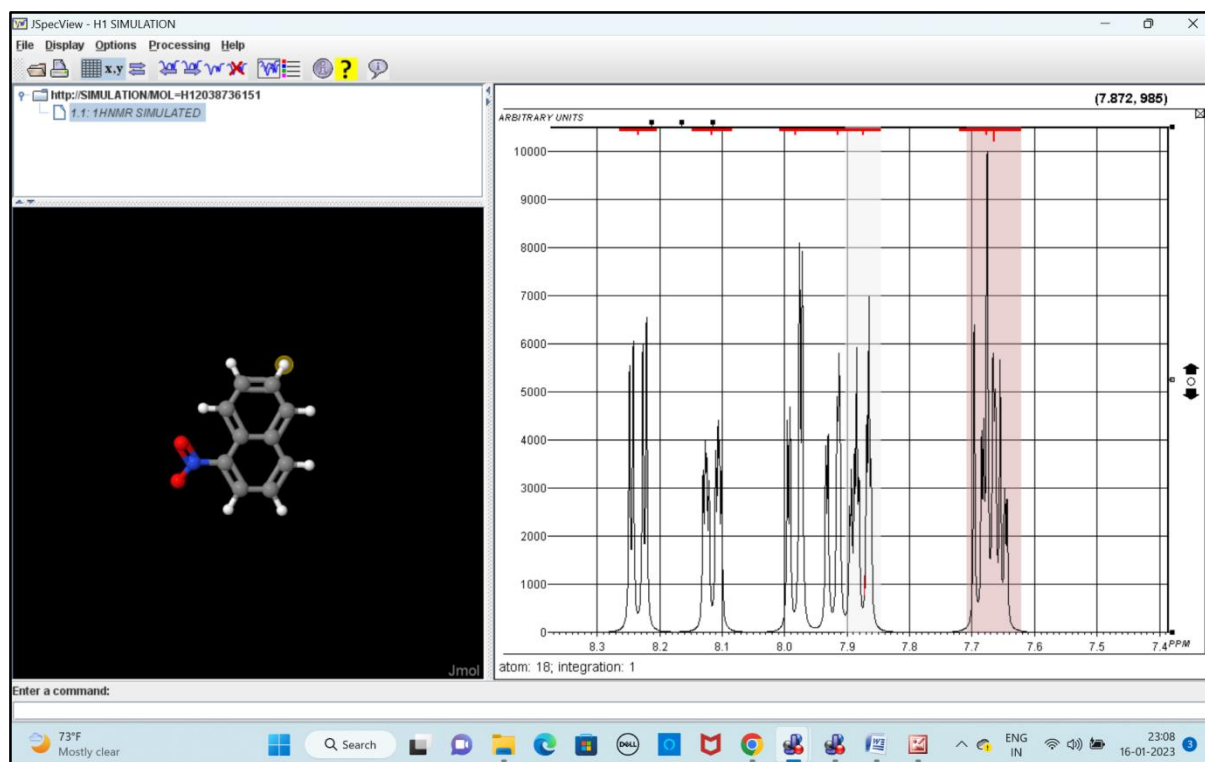 JSpecView - H1 SIMULATION
File Display Options Processing Help
x,y
http://SIMULATION/MOL=H12038736151
1.1: 1HNMR SIMULATED
(7.872, 985)
ARBITRARY UNITS
10000
9000
8000
7000
6000
5000
4000
3000
2000
1000
0
8.3 8.2 8.1 8.0 7.9 7.8 7.7 7.6 7.5 7.4 PPM
Jmol
atom: 18; integration: 1
Enter a command:
73°F
Mostly clear
Search
DELL
ENG
IN
23:08
16-01-2023
3